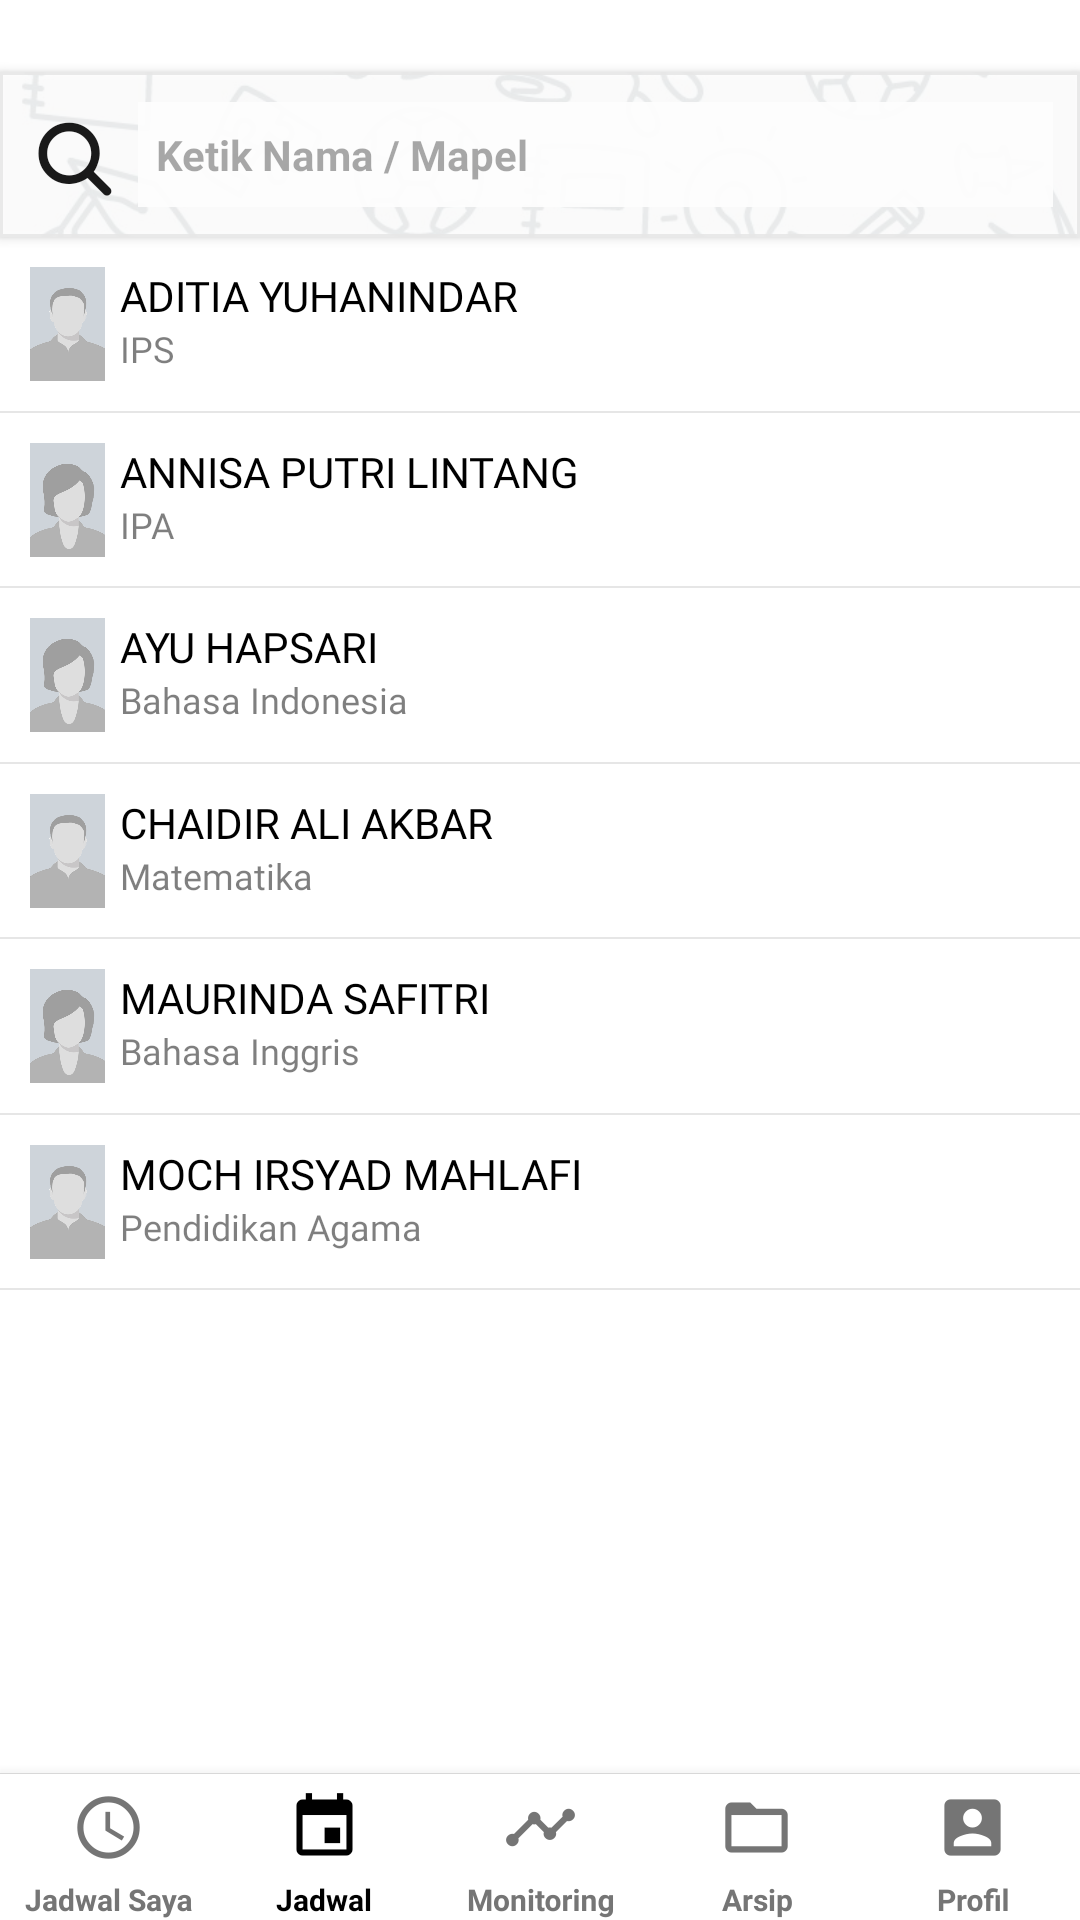 Ketik Nama / Mapel
ADITIA YUHANINDAR
IPS
ANNISA PUTRI LINTANG
IPA
AYU HAPSARI
Bahasa Indonesia
CHAIDIR ALI AKBAR
Matematika
MAURINDA SAFITRI
Bahasa Inggris
MOCH IRSYAD MAHLAFI
Pendidikan Agama
Jadwal Saya
Jadwal
Monitoring
Arsip
Profil